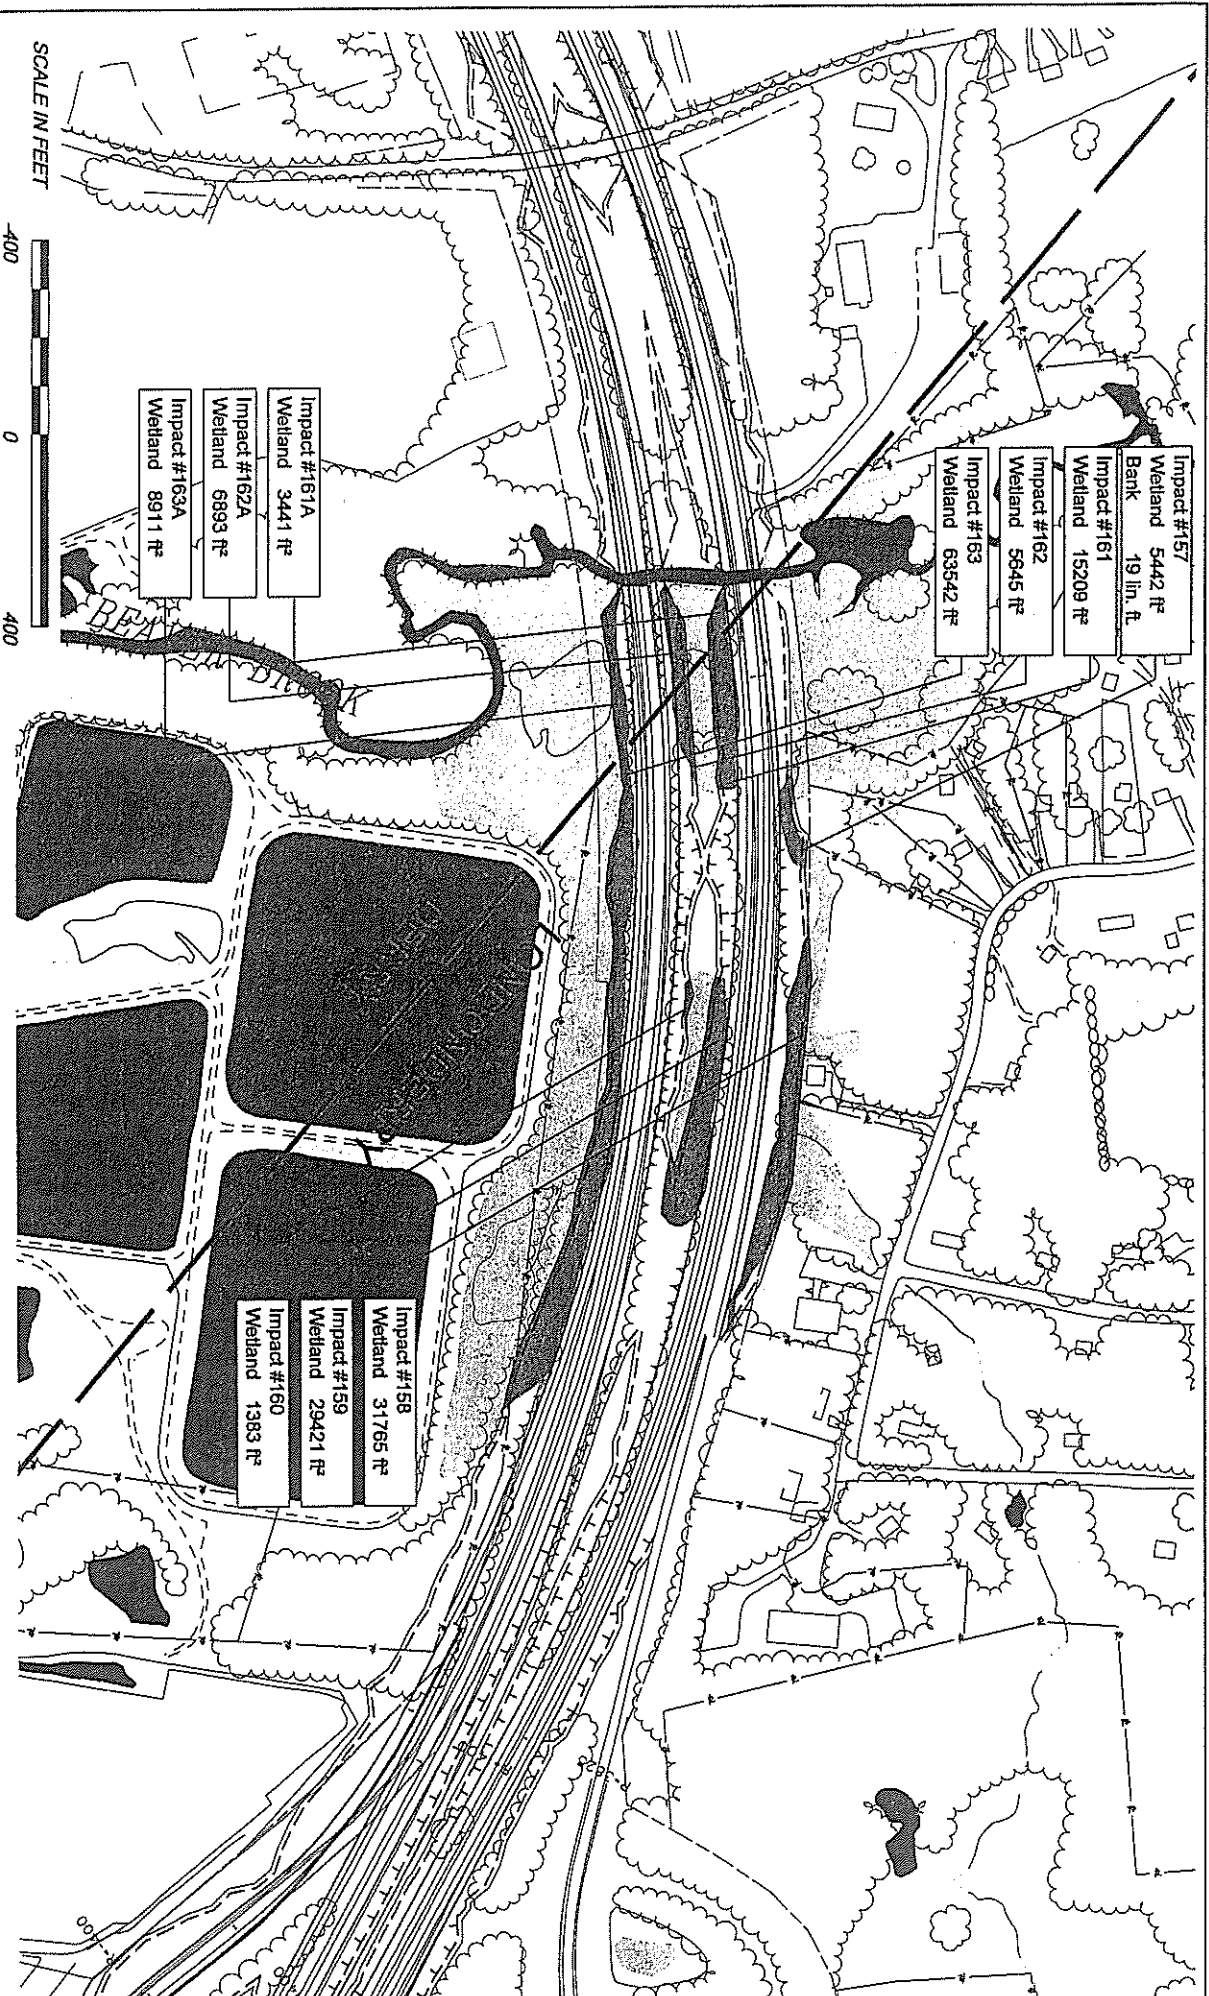 Impact #157
Wetland 5442 ft²
Bank 19 lin. ft.
Impact #161
Wetland 15209 ft²
Impact #162
Wetland 5645 ft²
Impact #163
Wetland 63542 ft²
Impact #161A
Wetland 3441 ft²
Impact #162A
Wetland 6893 ft²
Impact #163A
Wetland 8911 ft²
Impact #158
Wetland 31765 ft²
Impact #159
Wetland 29421 ft²
Impact #160
Wetland 1383 ft²
BROOK
SCALE IN FEET
-400 0 400